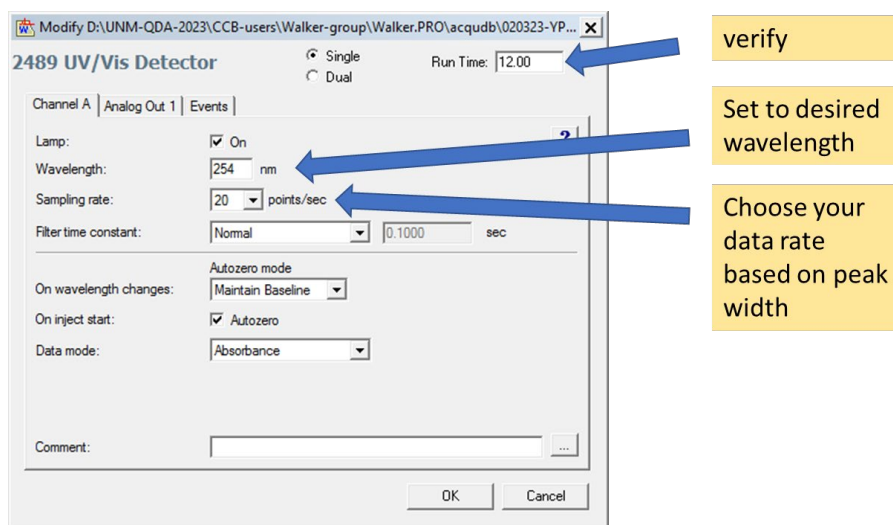 Modify D:\UNM-QDA-2023\CCB-users\Walker-group\Walker.PRO\acqudb\020323-YP...
2489 UV/Vis Detector
Single
Dual
Run Time: 12.00
verify
Channel A
Analog Out 1
Events
Set to desired
wavelength
Lamp: On
?
Wavelength: 254 nm
Sampling rate: 20 points/sec
Choose your
data rate
based on peak
width
Filter time constant: Normal 0.1000 sec
Autozero mode
On wavelength changes: Maintain Baseline
On inject start: Autozero
Data mode: Absorbance
Comment: ...
OK
Cancel